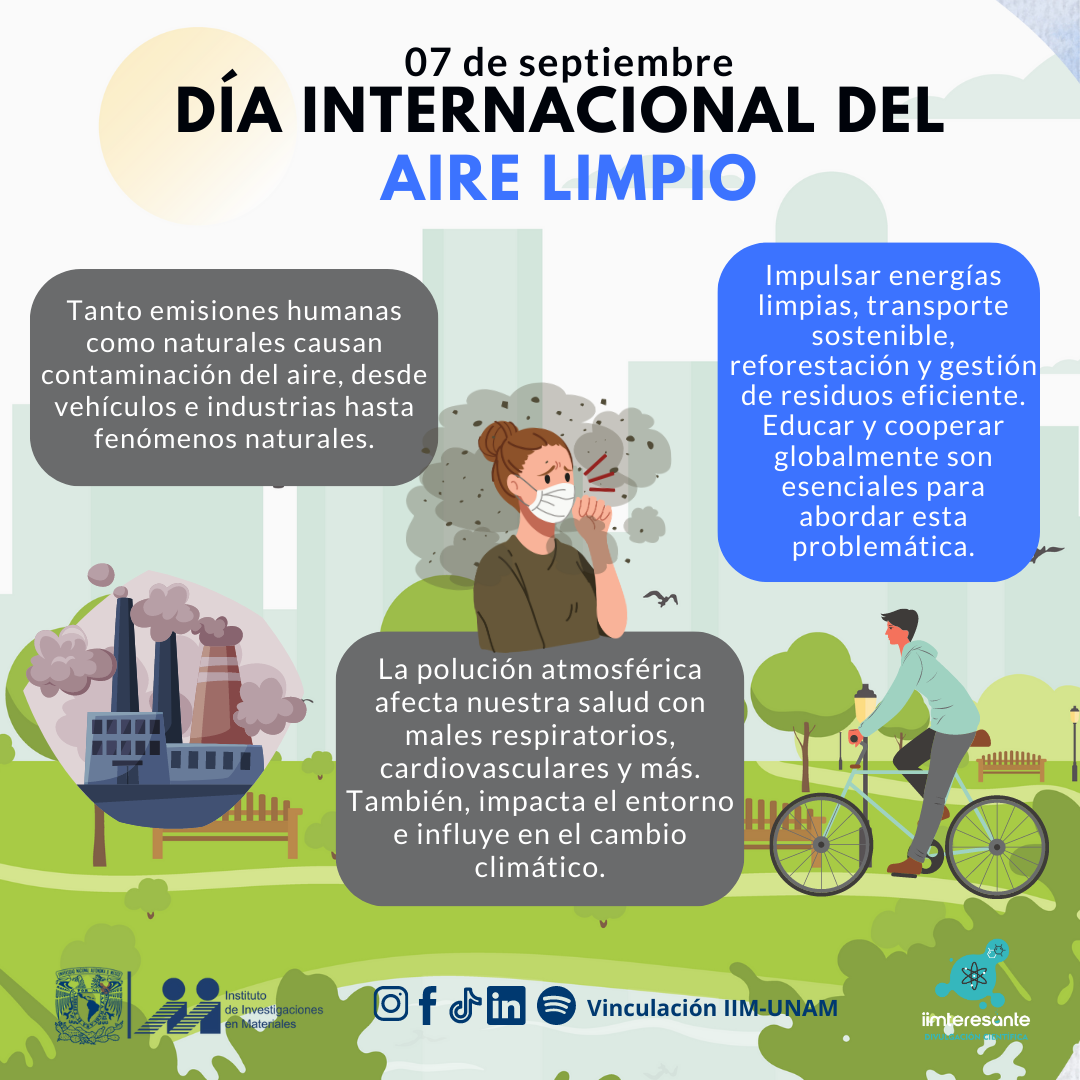 07 de septiembre
DÍA INTERNACIONAL DEL
AIRE LIMPIO
Tanto emisiones humanas
como naturales causan
contaminación del aire, desde
vehículos e industrias hasta
fenómenos naturales.
Impulsar energías
limpias, transporte
sostenible,
reforestación y gestión
de residuos eficiente.
Educar y cooperar
globalmente son
esenciales para
abordar esta
problemática.
La polución atmosférica
afecta nuestra salud con
males respiratorios,
cardiovasculares y más.
También, impacta el entorno
e influye en el cambio
climático.
Instituto
de Investigaciones
en Materiales
Vinculación IIM-UNAM
iimteresante